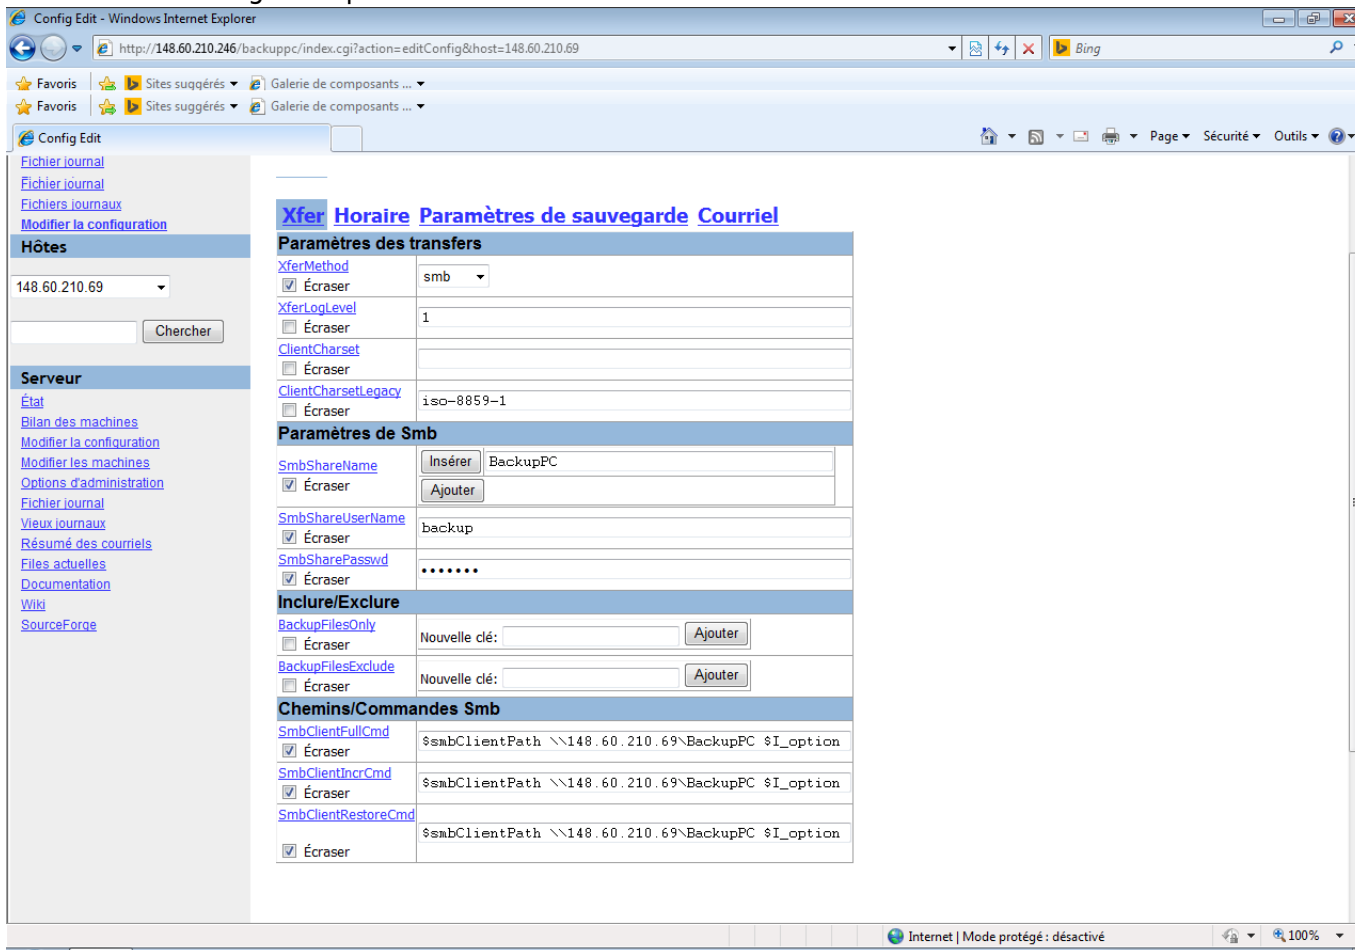 Config Edit - Windows Internet Explorer
http://148.60.210.246/backuppc/index.cgi?action=editConfig&host=148.60.210.69
Bing
Favoris Sites suggérés Galerie de composants ...
Favoris Sites suggérés Galerie de composants ...
Config Edit
Page Sécurité Outils
Fichier journal
Fichier journal
Fichiers journaux
Modifier la configuration
Hôtes
148.60.210.69
Chercher
Serveur
État
Bilan des machines
Modifier la configuration
Modifier les machines
Options d'administration
Fichier journal
Vieux journaux
Résumé des courriels
Files actuelles
Documentation
Wiki
SourceForge
Xfer Horaire Paramètres de sauvegarde Courriel
Paramètres des transfers
XferMethod
Écraser
smb
XferLogLevel
Écraser
1
ClientCharset
Écraser
ClientCharsetLegacy
Écraser
iso-8859-1
Paramètres de Smb
SmbShareName
Écraser
Insérer BackupPC
Ajouter
SmbShareUserName
Écraser
backup
SmbSharePasswd
Écraser
•••••••
Inclure/Exclure
BackupFilesOnly
Écraser
Nouvelle clé: Ajouter
BackupFilesExclude
Écraser
Nouvelle clé: Ajouter
Chemins/Commandes Smb
SmbClientFullCmd
Écraser
$smbClientPath \\148.60.210.69\BackupPC $I_option
SmbClientIncrCmd
Écraser
$smbClientPath \\148.60.210.69\BackupPC $I_option
SmbClientRestoreCmd
Écraser
$smbClientPath \\148.60.210.69\BackupPC $I_option
Internet | Mode protégé : désactivé
100%